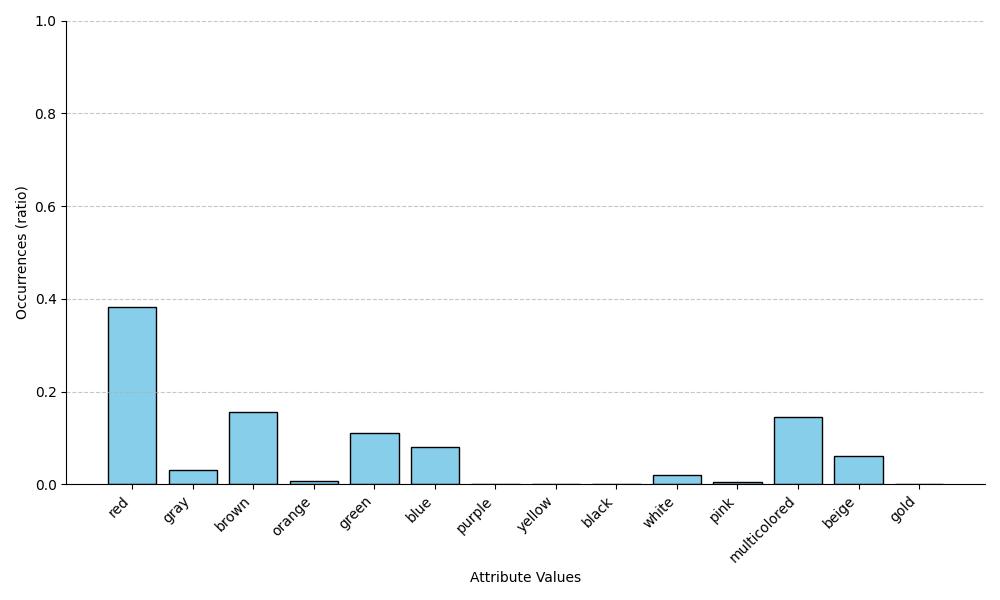 1.0
0.8
0.6
0.4
0.2
0.0
Occurrences (ratio)
red
gray
brown
orange
green
blue
purple
yellow
black
white
pink
multicolored
beige
gold
Attribute Values